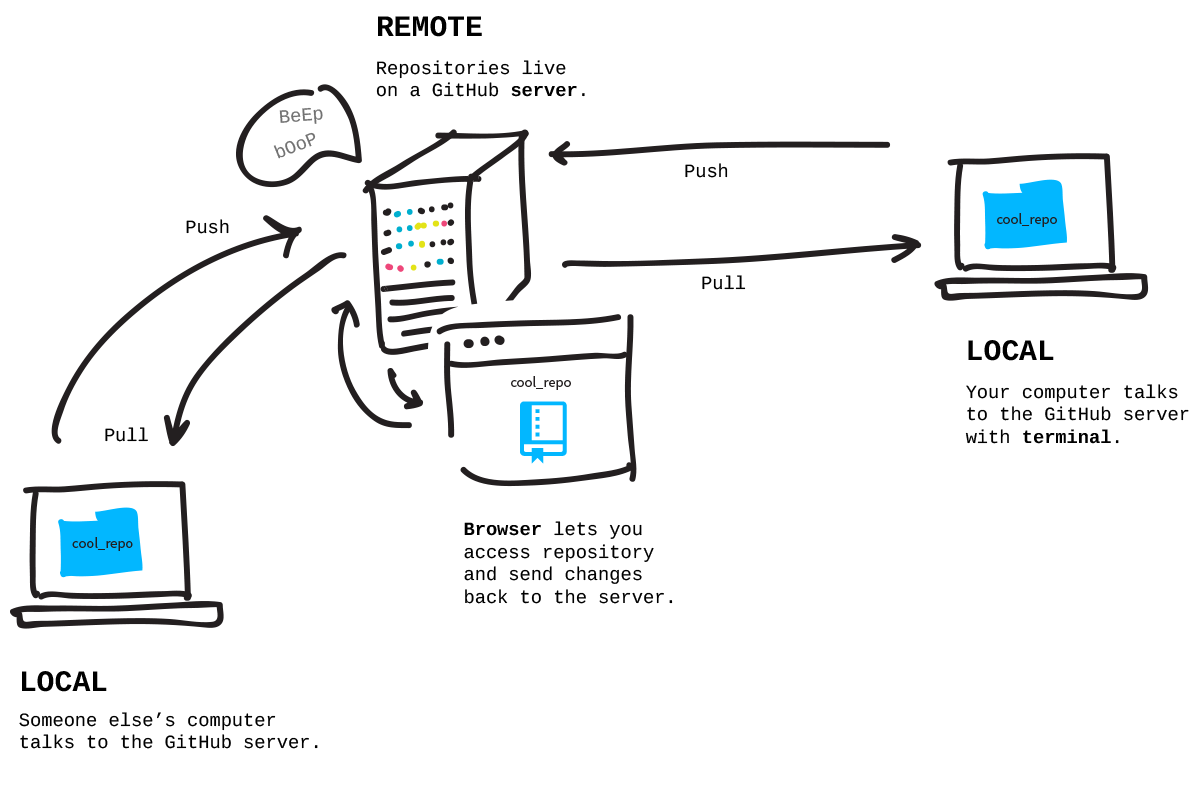 REMOTE
Repositories live
on a GitHub server.
BeEp
bOoP
Push
Pull
Push
Pull
cool_repo
LOCAL
Your computer talks
to the GitHub server
with terminal.
cool_repo
Browser lets you
access repository
and send changes
back to the server.
cool_repo
LOCAL
Someone else’s computer
talks to the GitHub server.